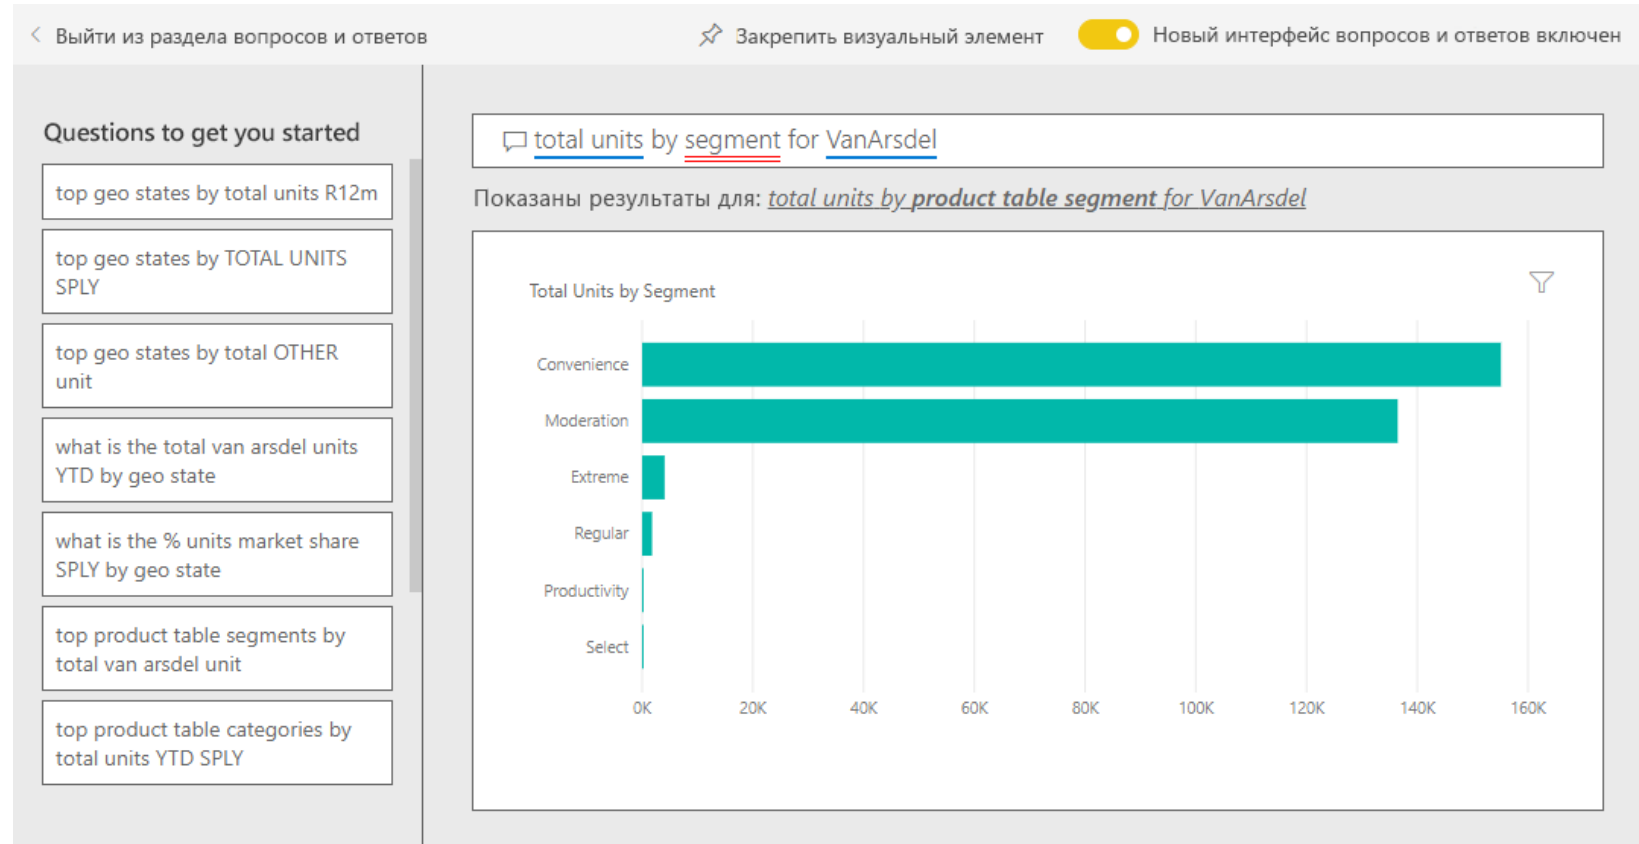 Выйти из раздела вопросов и ответов
Закрепить визуальный элемент
Новый интерфейс вопросов и ответов включен
Questions to get you started
top geo states by total units R12m
top geo states by TOTAL UNITS
SPLY
top geo states by total OTHER
unit
what is the total van arsdel units
YTD by geo state
what is the % units market share
SPLY by geo state
top product table segments by
total van arsdel unit
top product table categories by
total units YTD SPLY
total units by segment for VanArsdel
Показаны результаты для: total units by product table segment for VanArsdel
Total Units by Segment
Convenience
Moderation
Extreme
Regular
Productivity
Select
0K 20K 40K 60K 80K 100K 120K 140K 160K